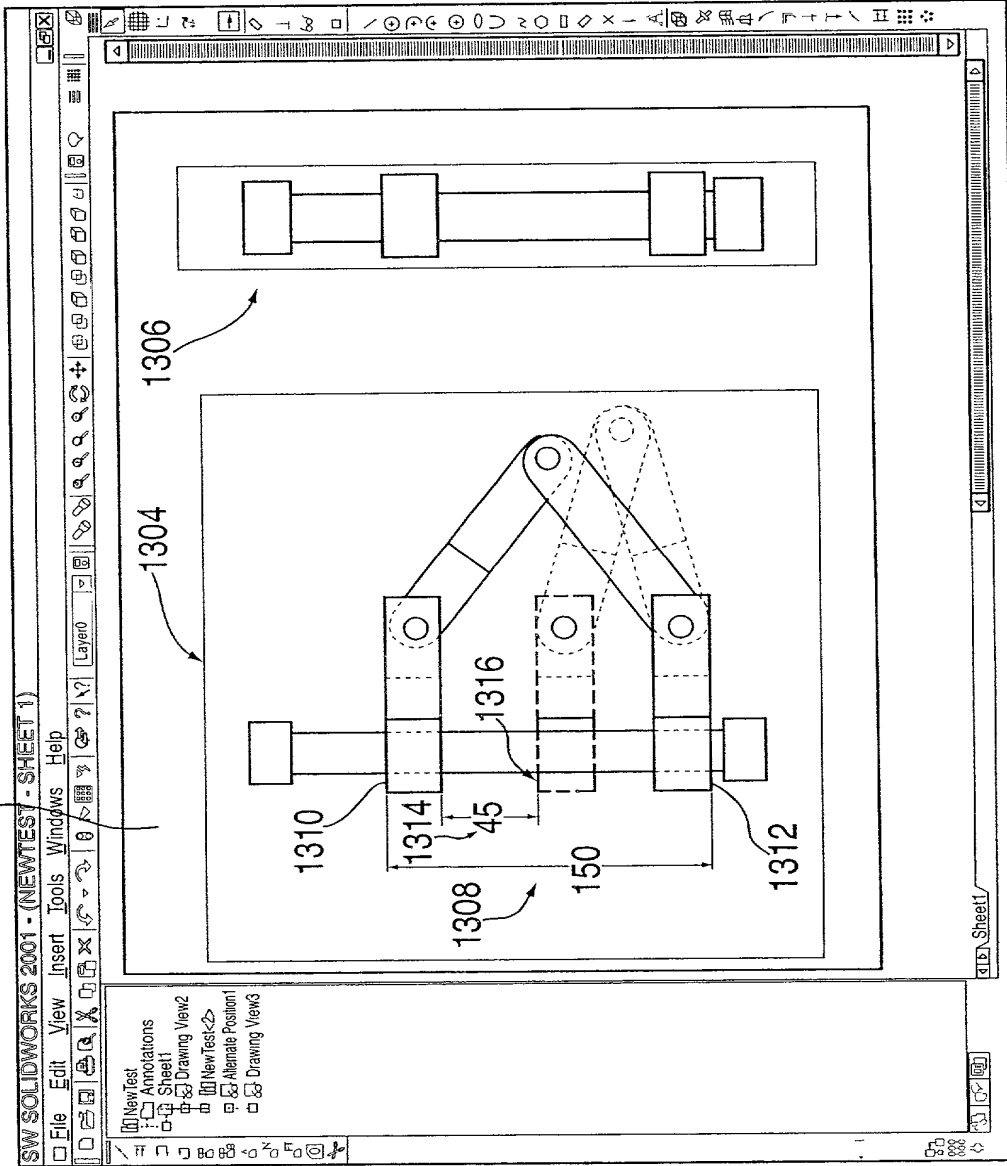 SW SOLIDWORKS 2001 - (NEWTEST - SHEET 1)
File Edit View Insert Tools Windows Help
Layer0
NewTest
Annotations
Sheet1
Drawing View2
NewTest<2>
Alternate Position1
Drawing View3
1304
1306
1310
1314
45
1316
1308
150
1312
Sheet1